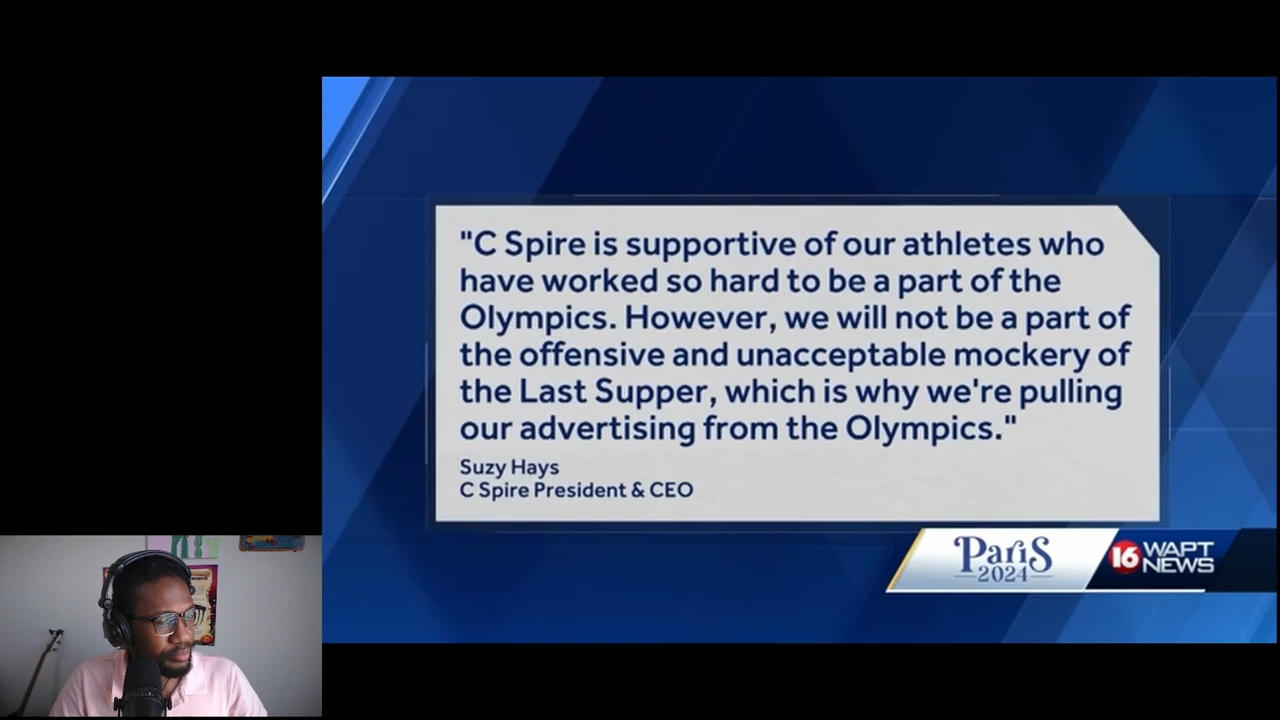 "C Spire is supportive of our athletes who
have worked so hard to be a part of the
Olympics. However, we will not be a part of
the offensive and unacceptable mockery of
the Last Supper, which is why we're pulling
our advertising from the Olympics."
Suzy Hays
C Spire President & CEO
Paris
2024
16 WAPT
NEWS